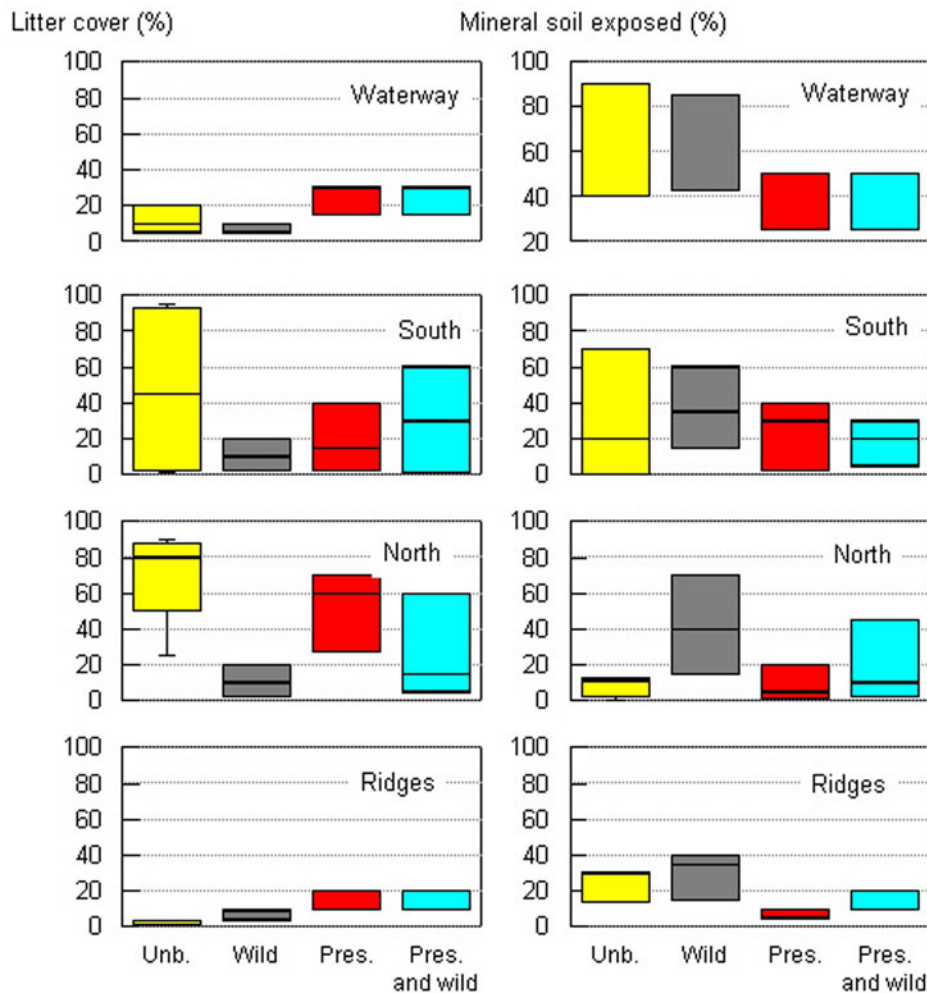 Litter cover (%) Mineral soil exposed (%)
100 100
80 Waterway 80 Waterway
60
40 60
20 40
0 20
100 100
80 South 80 South
60 60
40 40
20 20
0 0
100 100
80 North 80 North
60 60
40 40
20 20
0 0
100 100
80 Ridges 80 Ridges
60 60
40 40
20 20
0 0
Unb. Wild Pres. Pres. Unb. Wild Pres. Pres.
and wild and wild